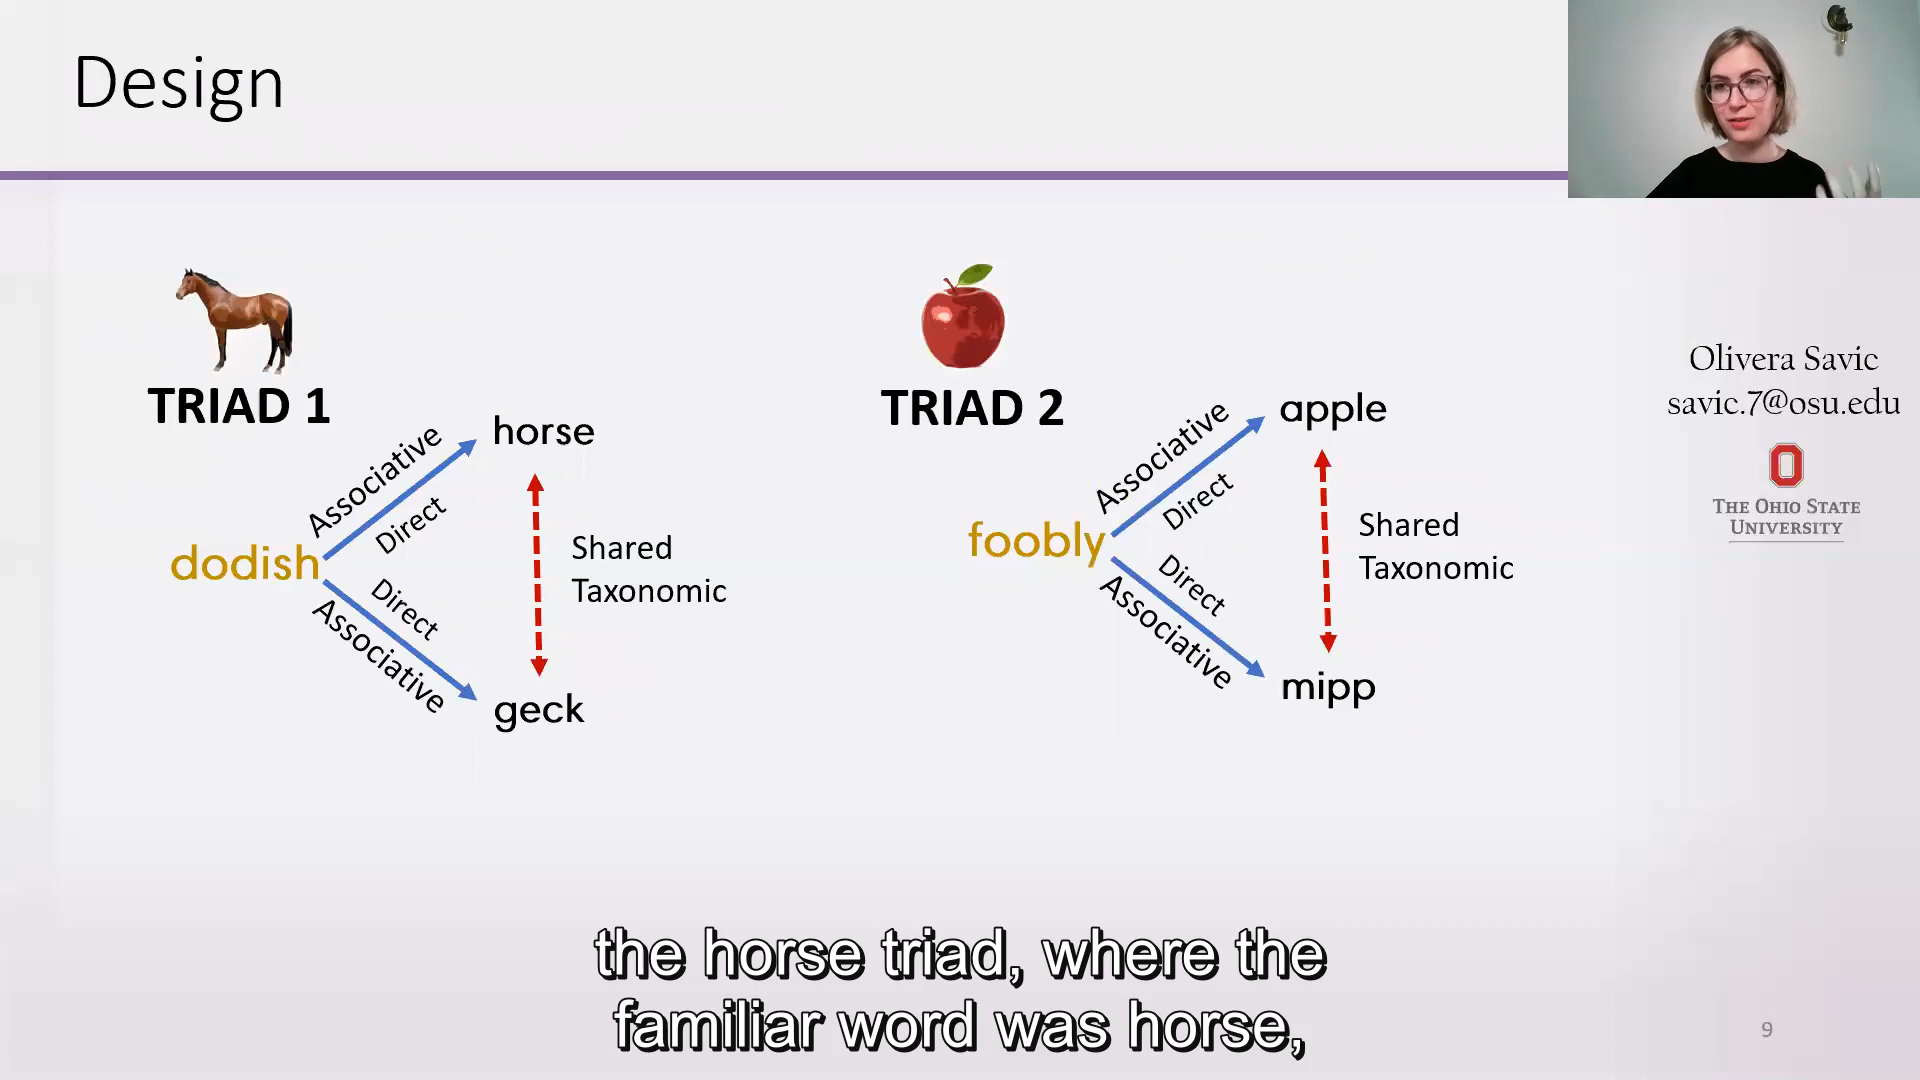 Design
TRIAD 1
horse
Associative
Direct
dodish
Shared
Taxonomic
Direct
Associative
geck
TRIAD 2
apple
Associative
Direct
foobly
Shared
Taxonomic
Direct
Associative
mipp
Olivera Savic
savic.7@osu.edu
THE OHIO STATE
UNIVERSITY
the horse triad, where the
familiar word was horse,
9